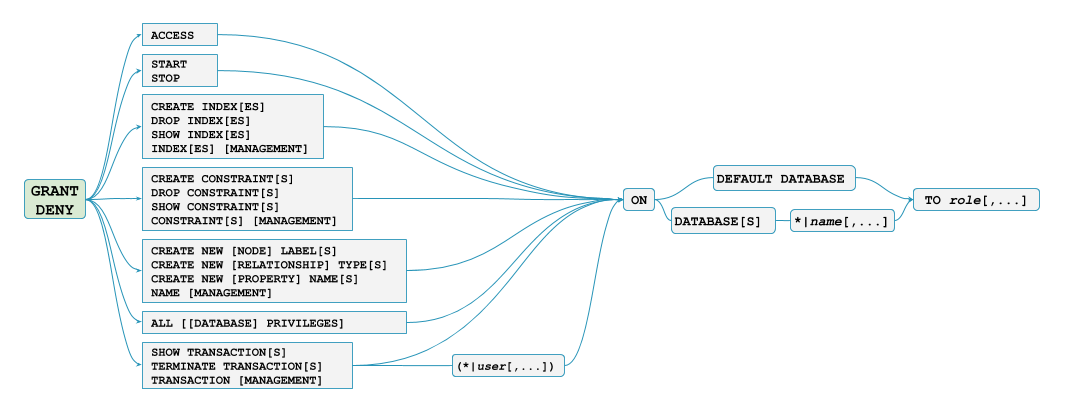 GRANT
DENY
ACCESS
START
STOP
CREATE INDEX[ES]
DROP INDEX[ES]
SHOW INDEX[ES]
INDEX[ES] [MANAGEMENT]
CREATE CONSTRAINT[S]
DROP CONSTRAINT[S]
SHOW CONSTRAINT[S]
CONSTRAINT[S] [MANAGEMENT]
CREATE NEW [NODE] LABEL[S]
CREATE NEW [RELATIONSHIP] TYPE[S]
CREATE NEW [PROPERTY] NAME[S]
NAME [MANAGEMENT]
ALL [[DATABASE] PRIVILEGES]
SHOW TRANSACTION[S]
TERMINATE TRANSACTION[S]
TRANSACTION [MANAGEMENT]
(*|user[,...])
ON
DEFAULT DATABASE
DATABASE[S]
*|name[,...]
TO role[,...]